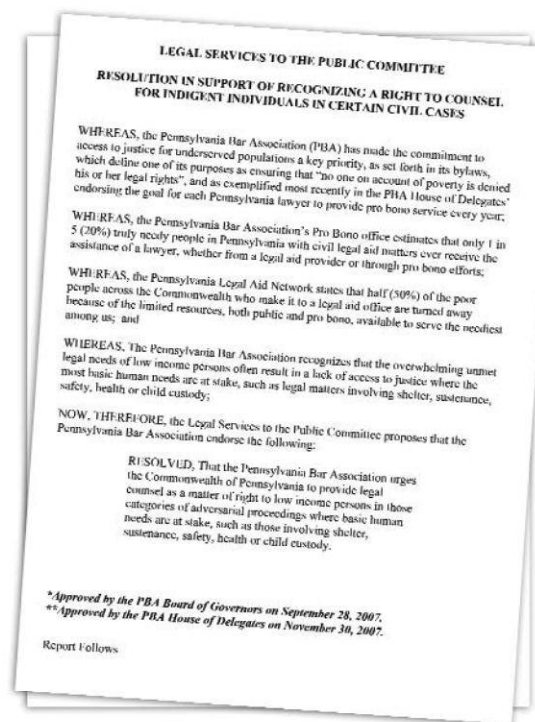 LEGAL SERVICES TO THE PUBLIC COMMITTEE
RESOLUTION IN SUPPORT OF RECOGNIZING A RIGHT TO COUNSEL
FOR INDIGENT INDIVIDUALS IN CERTAIN CIVIL CASES
WHEREAS, the Pennsylvania Bar Association (PBA) has made the commitment to
access to justice for underserved populations a key priority, as set forth in its bylaws,
which define one of its purposes as ensuring that “no one on account of poverty is denied
his or her legal rights”, and as exemplified most recently in the PBA House of Delegates’
endorsing the goal for each Pennsylvania lawyer to provide pro bono service every year;
WHEREAS, the Pennsylvania Bar Association's Pro Bono office estimates that only 1 in
5 (20%) truly needy people in Pennsylvania with civil legal aid matters ever receive the
assistance of a lawyer, whether from a legal aid provider or through pro bono efforts;
WHEREAS, the Pennsylvania Legal Aid Network states that half (50%) of the poor
people across the Commonwealth who make it to a legal aid office are turned away
because of the limited resources, both public and pro bono, available to serve the neediest
among us; and
WHEREAS, The Pennsylvania Bar Association recognizes that the overwhelming unmet
legal needs of low income persons often result in a lack of access to justice where the
most basic human needs are at stake, such as legal matters involving shelter, sustenance,
safety, health or child custody;
NOW, THEREFORE, the Legal Services to the Public Committee proposes that the
Pennsylvania Bar Association endorse the following:
RESOLVED, That the Pennsylvania Bar Association urges
the Commonwealth of Pennsylvania to provide legal
counsel as a matter of right to low income persons in those
categories of adversarial proceedings where basic human
needs are at stake, such as those involving shelter,
sustenance, safety, health or child custody.
*Approved by the PBA Board of Governors on September 28, 2007.
**Approved by the PBA House of Delegates on November 30, 2007.
Report Follows